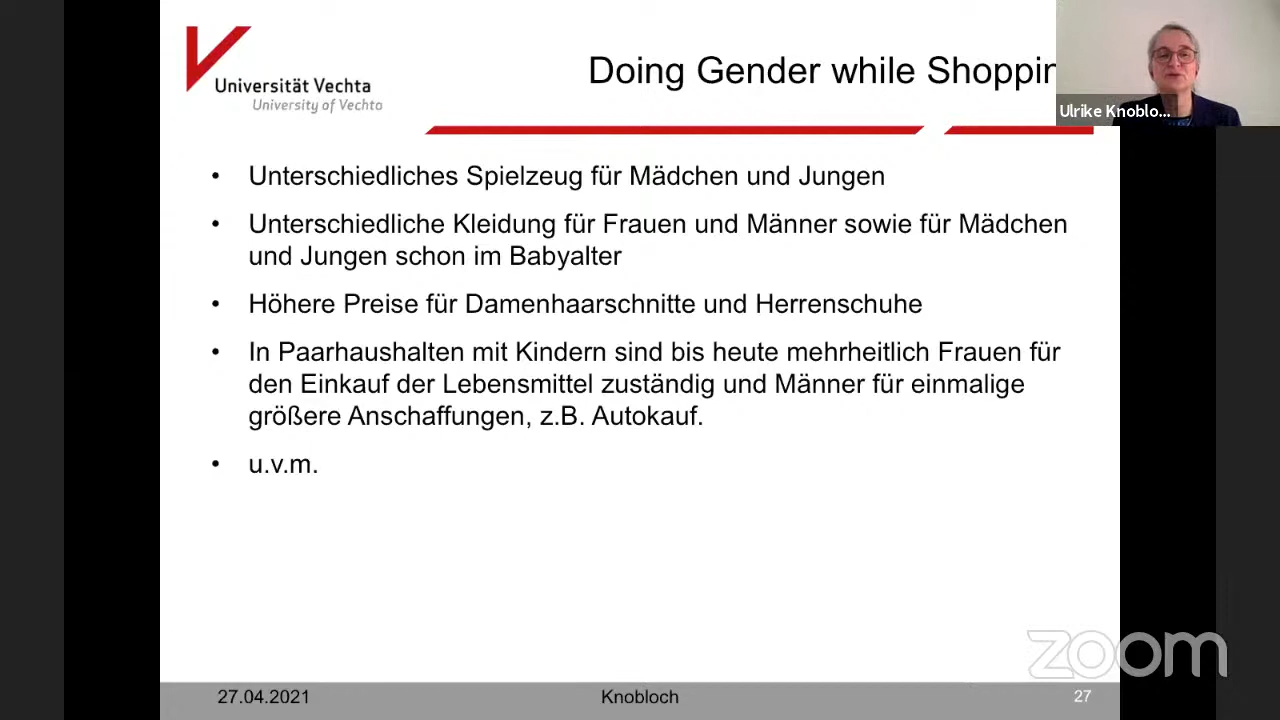 Universität Vechta
University of Vechta
Doing Gender while Shoppin
Ulrike Knoblo...
• Unterschiedliches Spielzeug für Mädchen und Jungen
• Unterschiedliche Kleidung für Frauen und Männer sowie für Mädchen
und Jungen schon im Babyalter
• Höhere Preise für Damenhaarschnitte und Herrenschuhe
• In Paarhaushalten mit Kindern sind bis heute mehrheitlich Frauen für
den Einkauf der Lebensmittel zuständig und Männer für einmalige
größere Anschaffungen, z.B. Autokauf.
• u.v.m.
zoom
27.04.2021
Knobloch
27